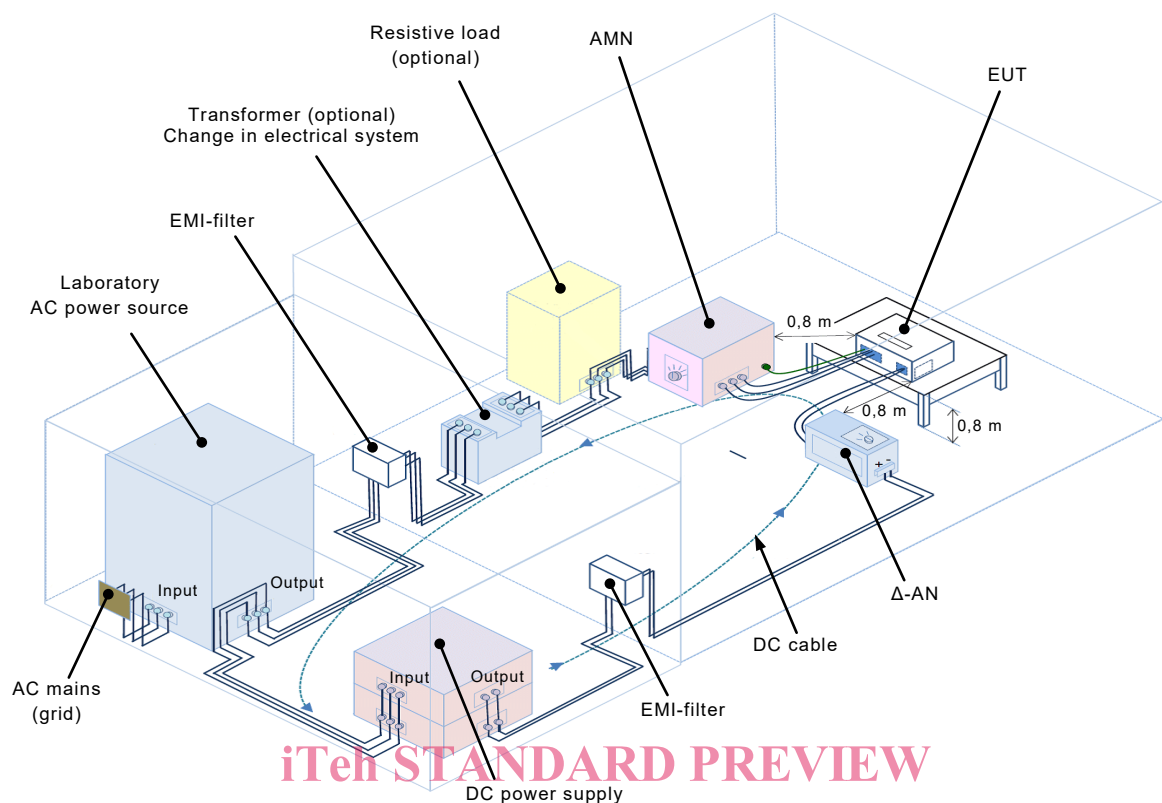 Resistive load
(optional)
AMN
EUT
Transformer (optional)
Change in electrical system
EMI-filter
Laboratory
AC power source
0,8 m
0,8 m
0,8 m
+ -
Input
Output
Δ-AN
DC cable
Input
Output
AC mains
(grid)
EMI-filter
iTeh STANDARD PREVIEW
DC power supply